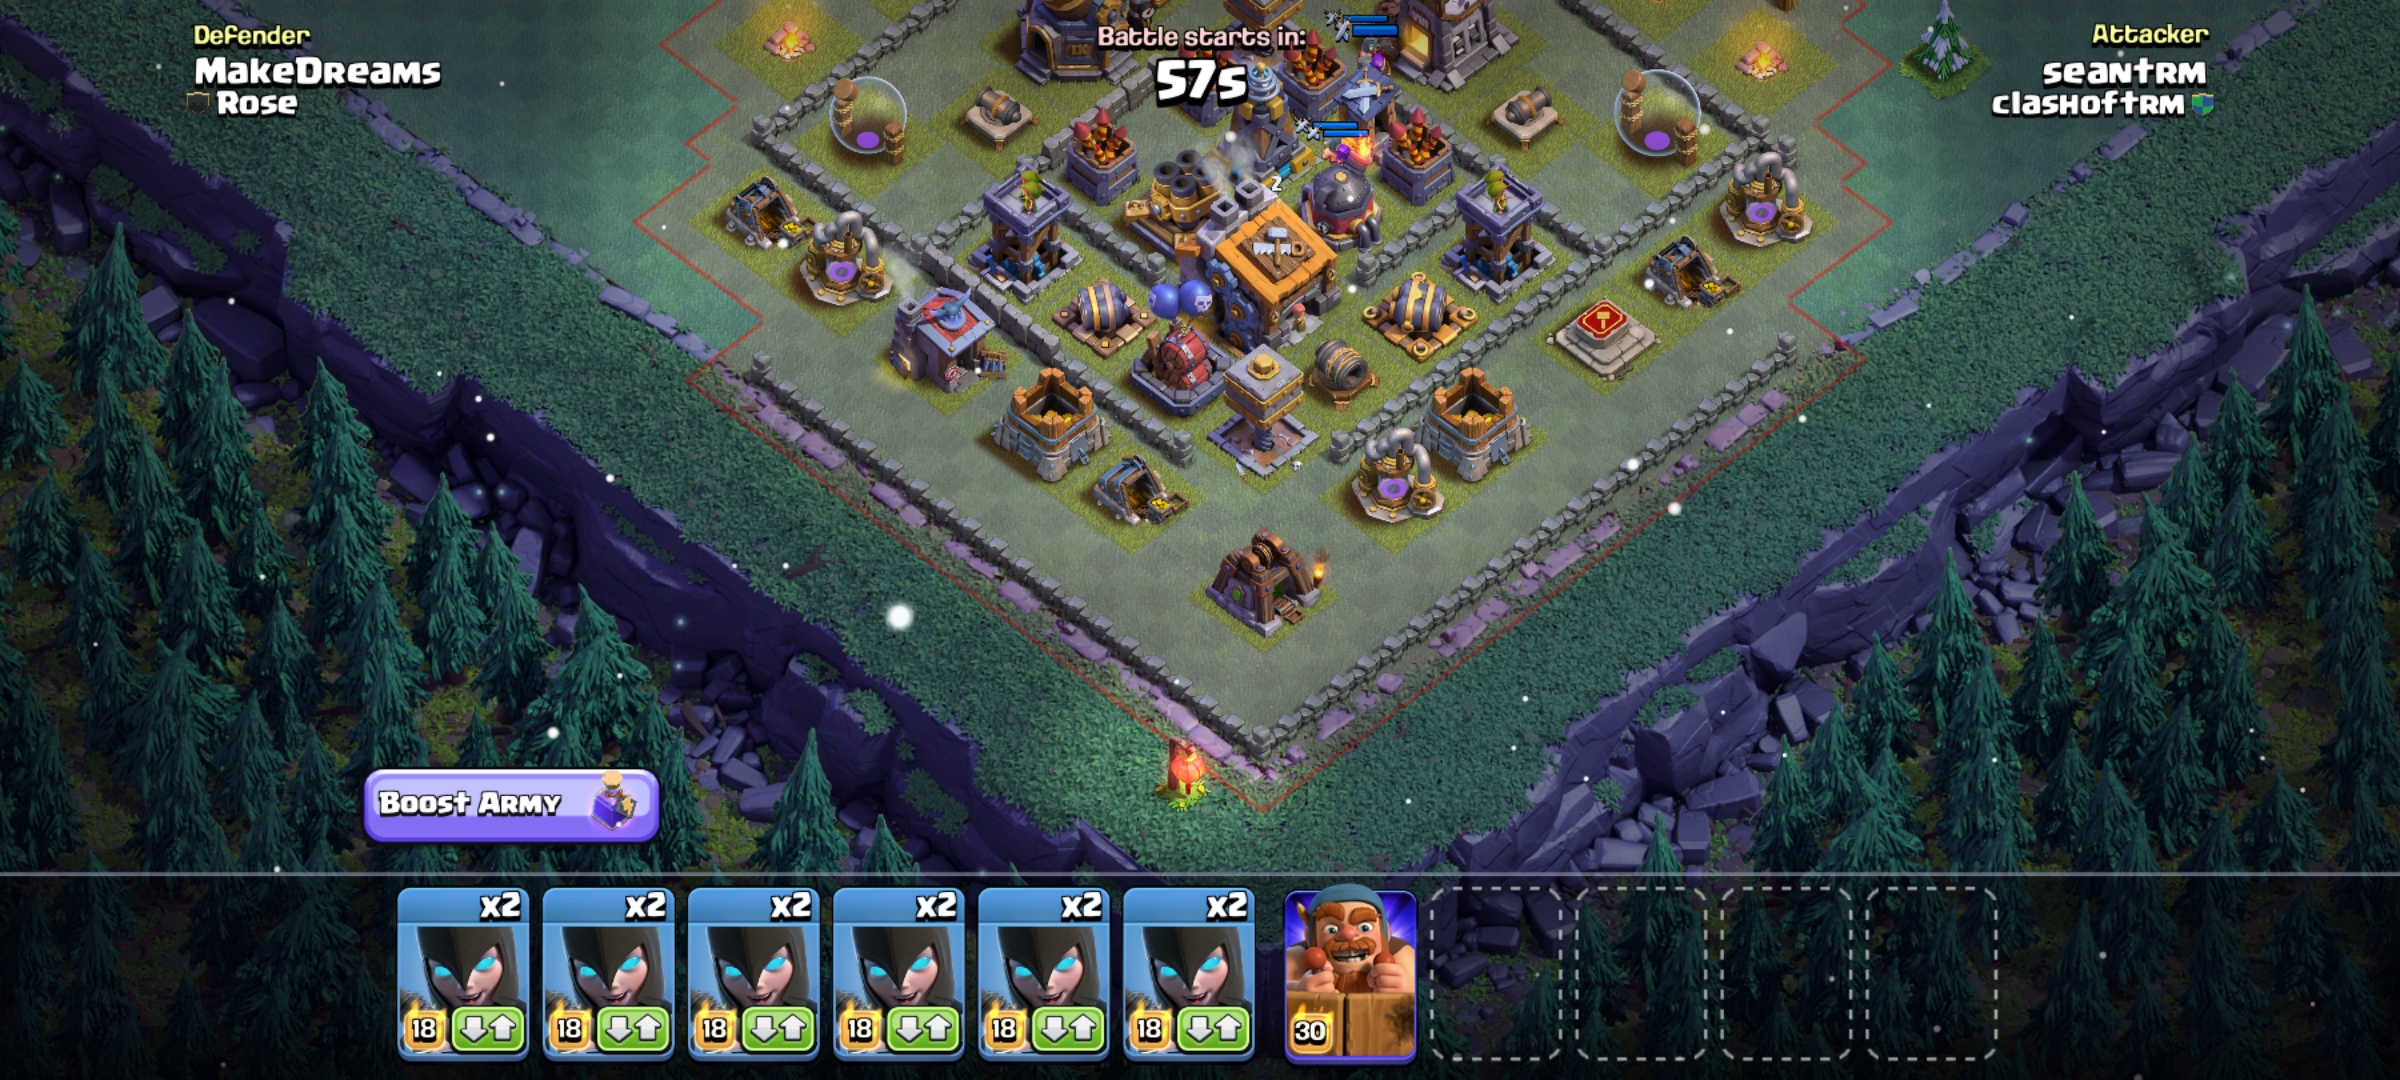 Defender
MakeDreams
Rose
Battle starts in:
57s
Attacker
seantRM
clashoftRM
2
Boost Army
x2
x2
x2
x2
x2
x2
18
18
18
18
18
18
30